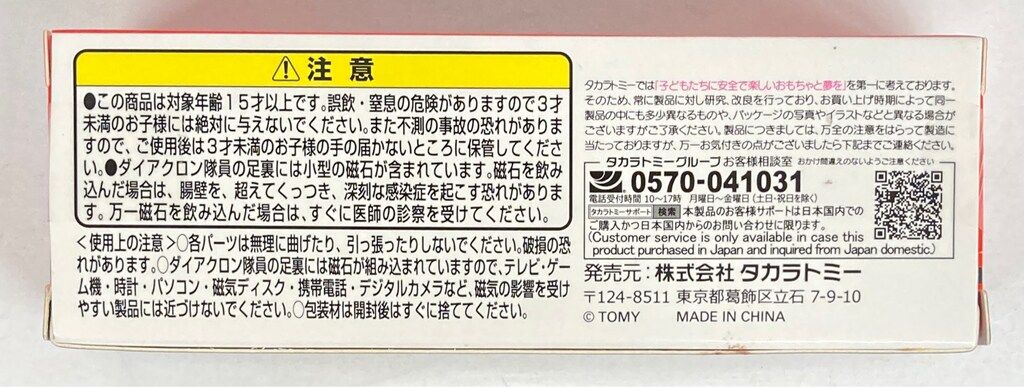 ⚠注意
●この商品は対象年齢15才以上です。誤飲・窒息の危険がありますので3才
未満のお子様には絶対に与えないでください。また不測の事故の恐れがありま
すので、ご使用後は3才未満のお子様の手の届かないところに保管してくださ
い。●ダイアクロン隊員の足裏には小型の磁石が含まれています。磁石を飲み
込んだ場合は、腸壁を、超えてくっつき、深刻な感染症を起こす恐れがありま
す。万一磁石を飲み込んだ場合は、すぐに医師の診察を受けてください。
<使用上の注意>○各パーツは無理に曲げたり、引っ張ったりしないでください。破損の恐
れがあります。○ダイアクロン隊員の足裏には磁石が組み込まれていますので、テレビ・ゲー
ム機・時計・パソコン・磁気ディスク・携帯電話・デジタルカメラなど、磁気の影響を受け
やすい製品には近づけないでください。○包装材は開封後はすぐに捨ててください。
タカラトミーでは「子どもたちに安全で楽しいおもちゃと夢を」を第一に考えております。
そのため、常に製品に対し研究、改良を行っており、お買い上げ時期によって同一
製品の中にも多少異なるものや、パッケージの写真やイラストなどと異なる場合が
ございますがご了承ください。製品につきましては、万全の注意をはらって製造に
当たっておりますが、万一お気付きの点がございましたら下記までご連絡ください。
タカラトミーグループお客様相談室 おかけ間違えのないようご注意ください
0570-041031
電話受付時間 10〜17時 月曜日〜金曜日(土日・祝日を除く)
タカラトミーサポート 検索 本製品のお客様サポートは日本国内での
ご購入かつ日本国内からのお問い合わせに限ります。
(Customer service is only available in case this
product purchased in Japan and inquired from Japan domestic.)
発売元:株式会社 タカラトミー
〒124-8511 東京都葛飾区立石 7-9-10
© TOMY MADE IN CHINA